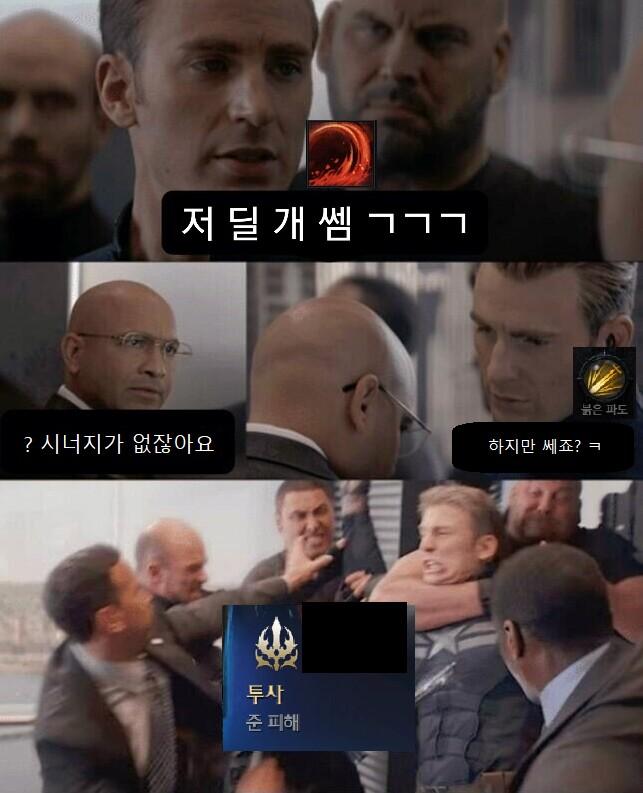 저 딜 개 쎔 ㄱㄱㄱ
? 시너지가 없잖아요
붉은 파도
하지만 쎄죠? ㅋ
투사
준 피해